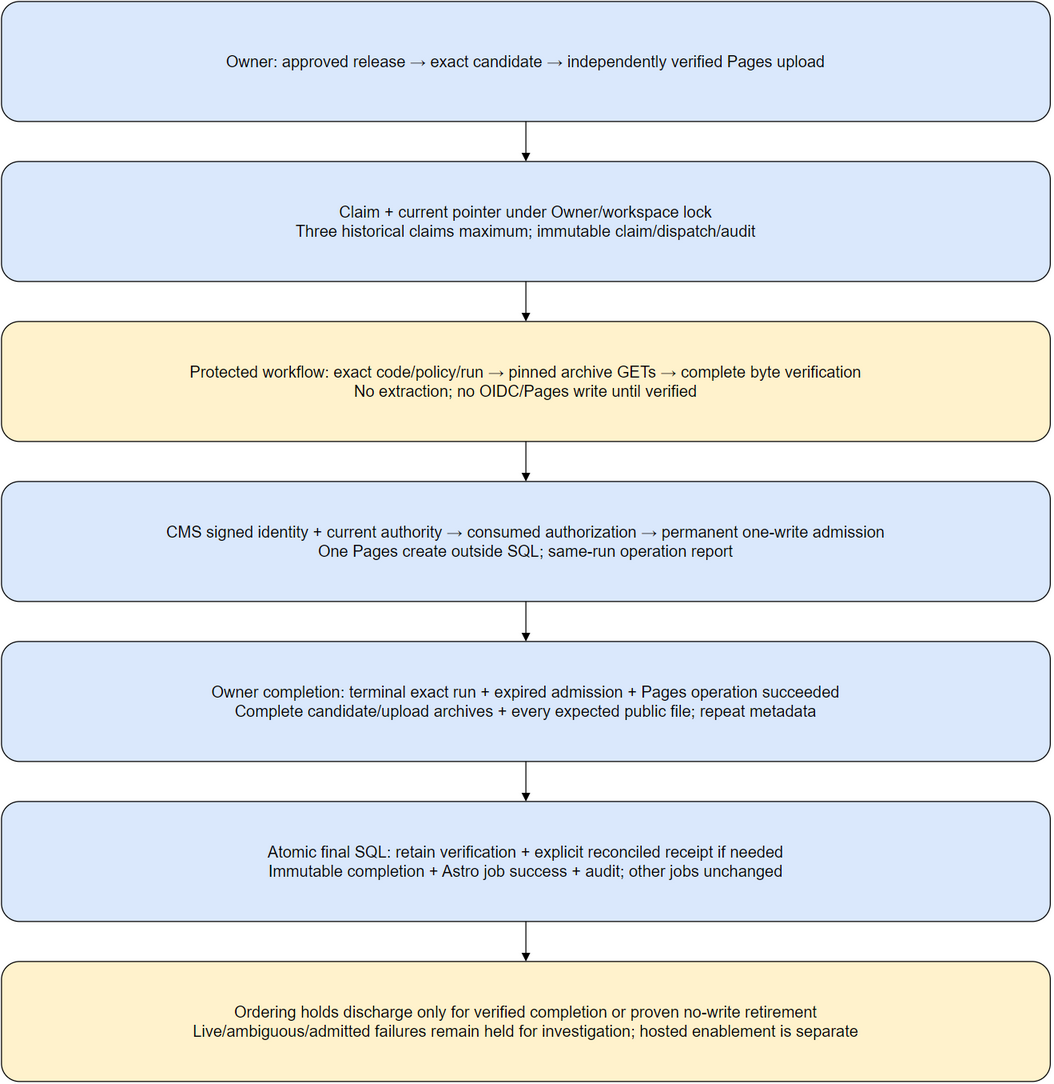 Owner: approved release → exact candidate → independently verified Pages upload
Claim + current pointer under Owner/workspace lock
Three historical claims maximum; immutable claim/dispatch/audit
Protected workflow: exact code/policy/run → pinned archive GETs → complete byte verification
No extraction; no OIDC/Pages write until verified
CMS signed identity + current authority → consumed authorization → permanent one-write admission
One Pages create outside SQL; same-run operation report
Owner completion: terminal exact run + expired admission + Pages operation succeeded
Complete candidate/upload archives + every expected public file; repeat metadata
Atomic final SQL: retain verification + explicit reconciled receipt if needed
Immutable completion + Astro job success + audit; other jobs unchanged
Ordering holds discharge only for verified completion or proven no-write retirement
Live/ambiguous/admitted failures remain held for investigation; hosted enablement is separate